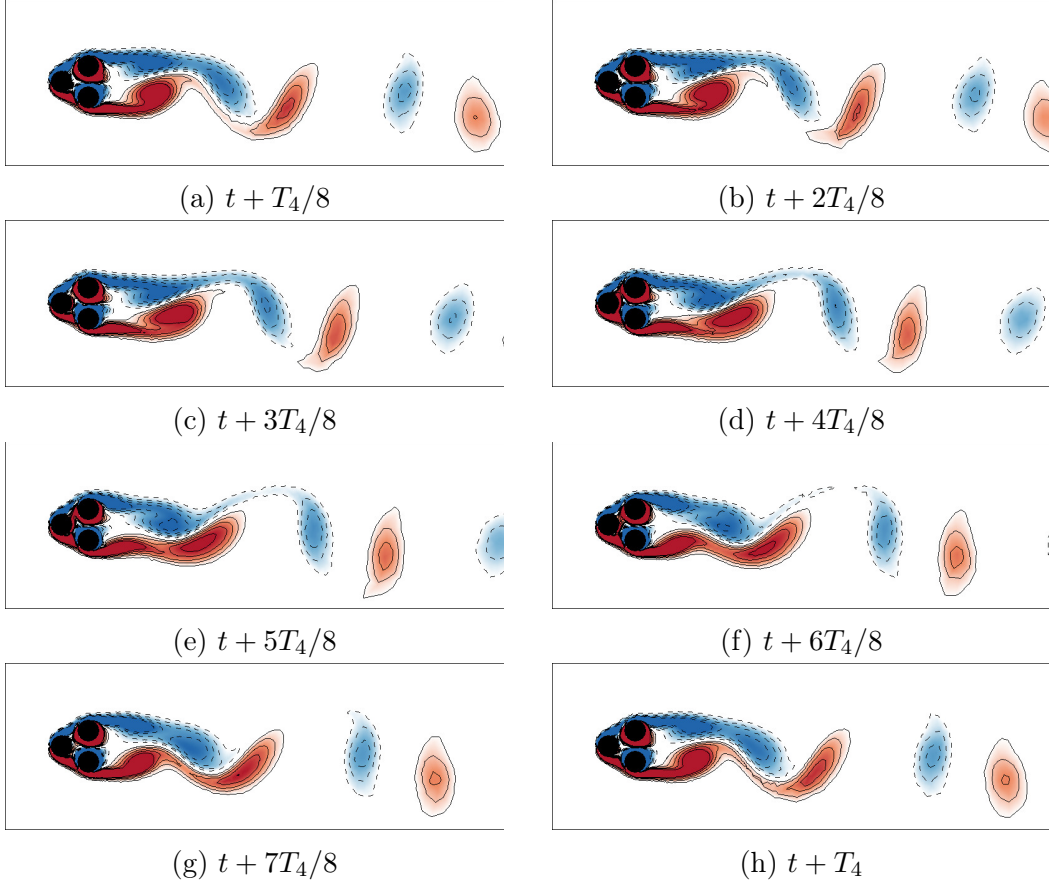 (a) t + T₄/8
(b) t + 2T₄/8
(c) t + 3T₄/8
(d) t + 4T₄/8
(e) t + 5T₄/8
(f) t + 6T₄/8
(g) t + 7T₄/8
(h) t + T₄